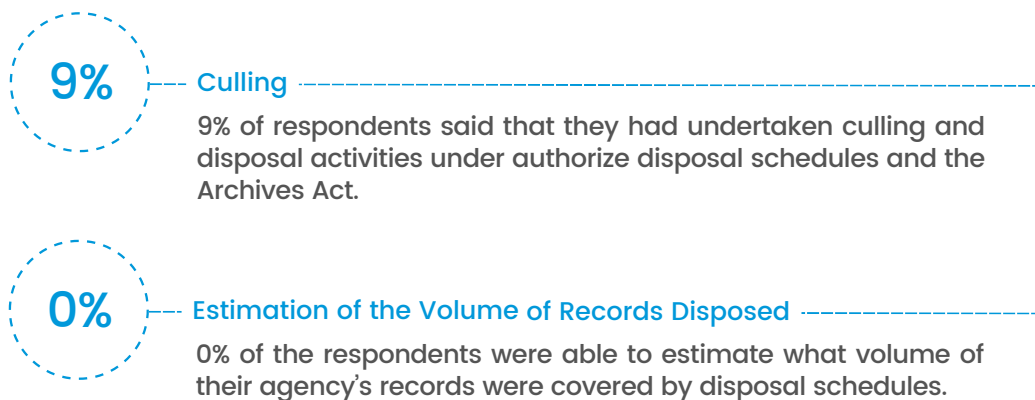 9%
Culling
9% of respondents said that they had undertaken culling and
disposal activities under authorize disposal schedules and the
Archives Act.
0%
Estimation of the Volume of Records Disposed
0% of the respondents were able to estimate what volume of
their agency's records were covered by disposal schedules.